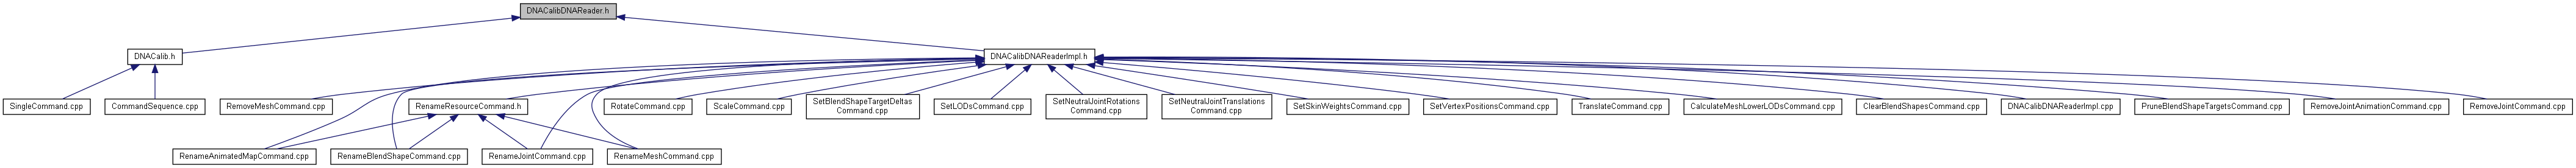 DNACalibDNAReader.h
DNACalib.h
DNACalibDNAReaderImpl.h
SingleCommand.cpp
CommandSequence.cpp
RemoveMeshCommand.cpp
RenameResourceCommand.h
RotateCommand.cpp
ScaleCommand.cpp
SetBlendShapeTargetDeltas
Command.cpp
SetLODsCommand.cpp
SetNeutralJointRotations
Command.cpp
SetNeutralJointTranslations
Command.cpp
SetSkinWeightsCommand.cpp
SetVertexPositionsCommand.cpp
TranslateCommand.cpp
CalculateMeshLowerLODsCommand.cpp
ClearBlendShapesCommand.cpp
DNACalibDNAReaderImpl.cpp
PruneBlendShapeTargetsCommand.cpp
RemoveJointAnimationCommand.cpp
RemoveJointCommand.cpp
RenameAnimatedMapCommand.cpp
RenameBlendShapeCommand.cpp
RenameJointCommand.cpp
RenameMeshCommand.cpp